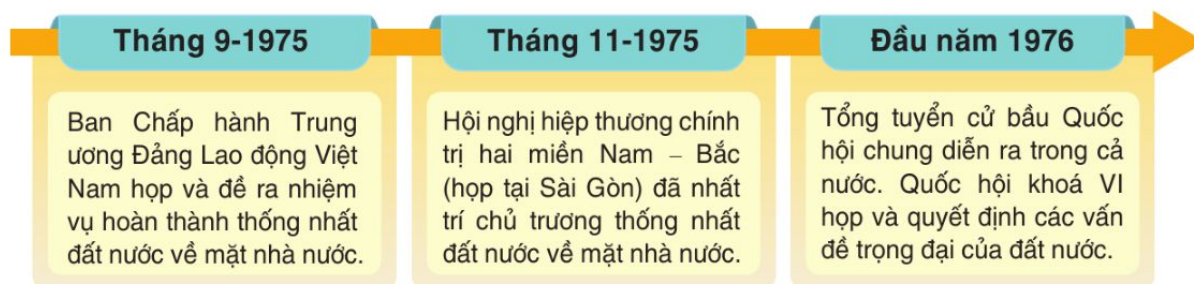 Tháng 9-1975
Ban Chấp hành Trung
ương Đảng Lao động Việt
Nam họp và đề ra nhiệm
vụ hoàn thành thống nhất
đất nước về mặt nhà nước.
Tháng 11-1975
Hội nghị hiệp thương chính
trị hai miền Nam – Bắc
(họp tại Sài Gòn) đã nhất
trí chủ trương thống nhất
đất nước về mặt nhà nước.
Đầu năm 1976
Tổng tuyển cử bầu Quốc
hội chung diễn ra trong cả
nước. Quốc hội khoá VI
họp và quyết định các vấn
đề trọng đại của đất nước.